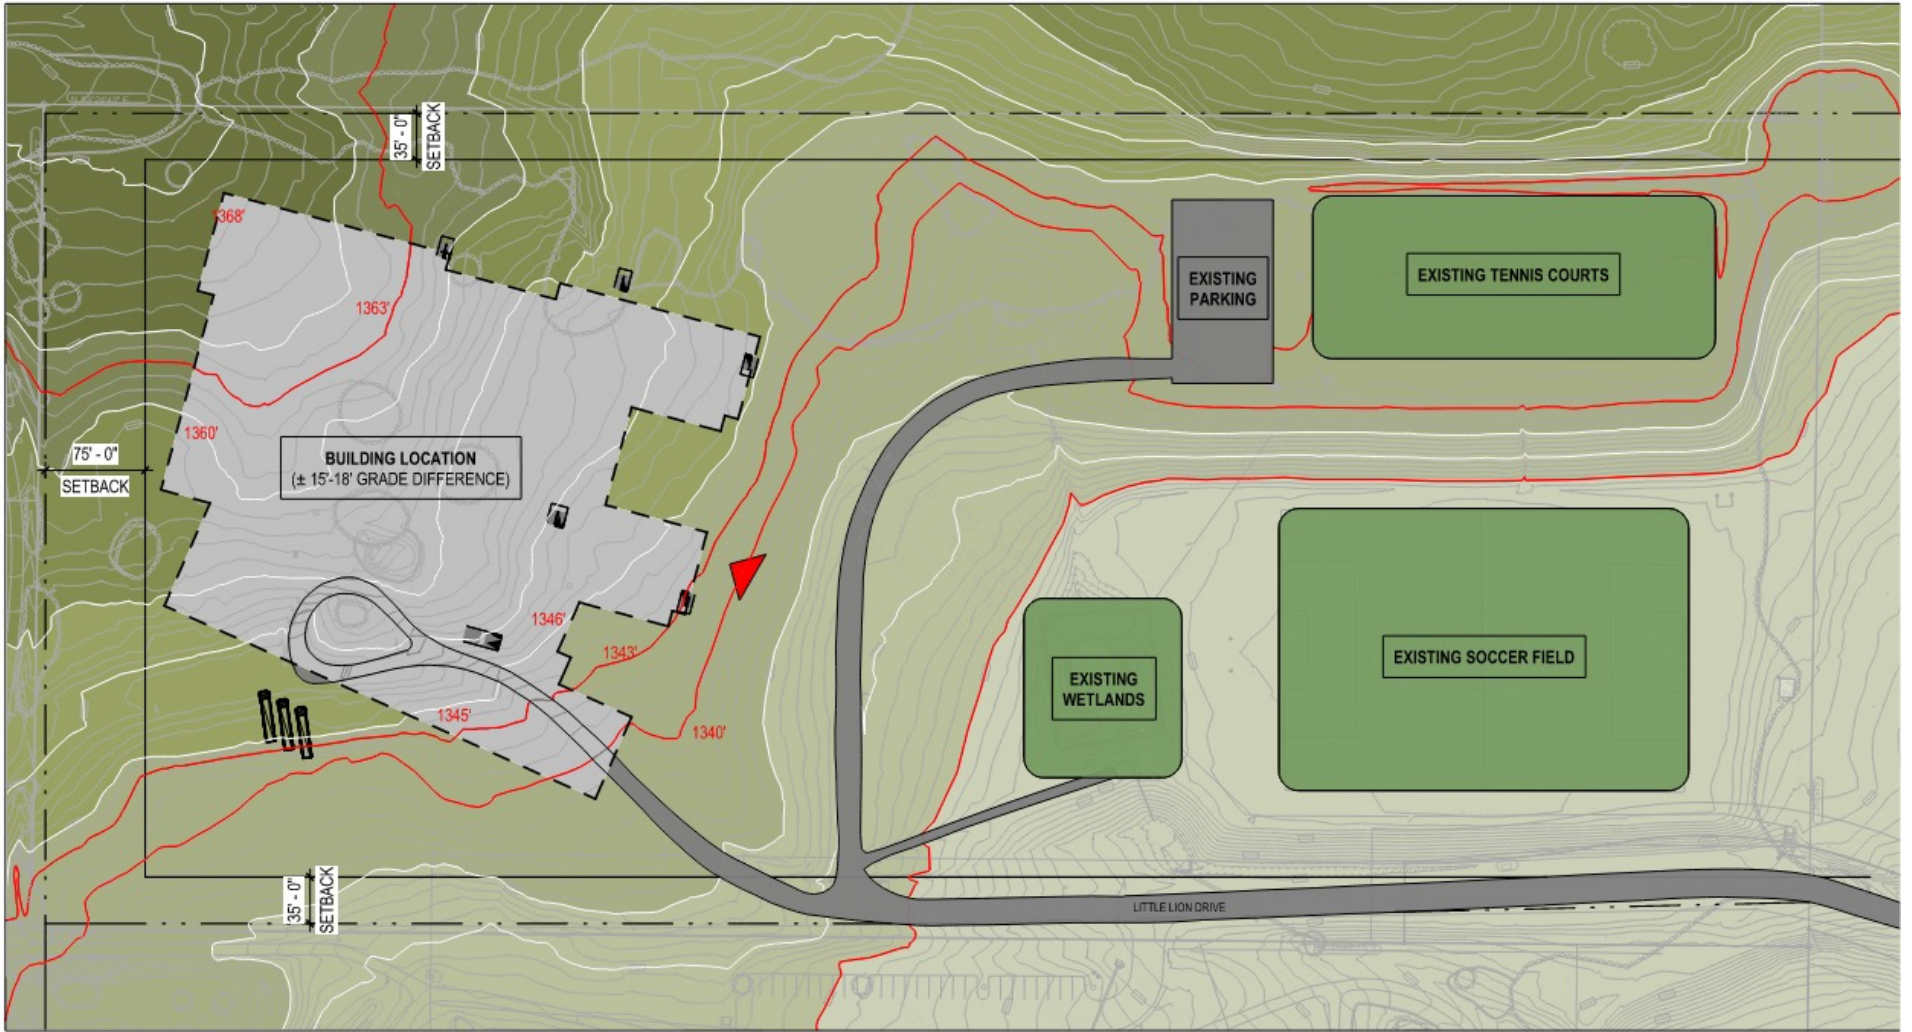 35' - 0"
SETBACK
1368'
EXISTING
PARKING
EXISTING TENNIS COURTS
1363'
1360'
75' - 0"
SETBACK
BUILDING LOCATION
(± 15'-18' GRADE DIFFERENCE)
1346'
1343'
EXISTING
WETLANDS
EXISTING SOCCER FIELD
1345'
1340'
35' - 0"
SETBACK
LITTLE LION DRIVE